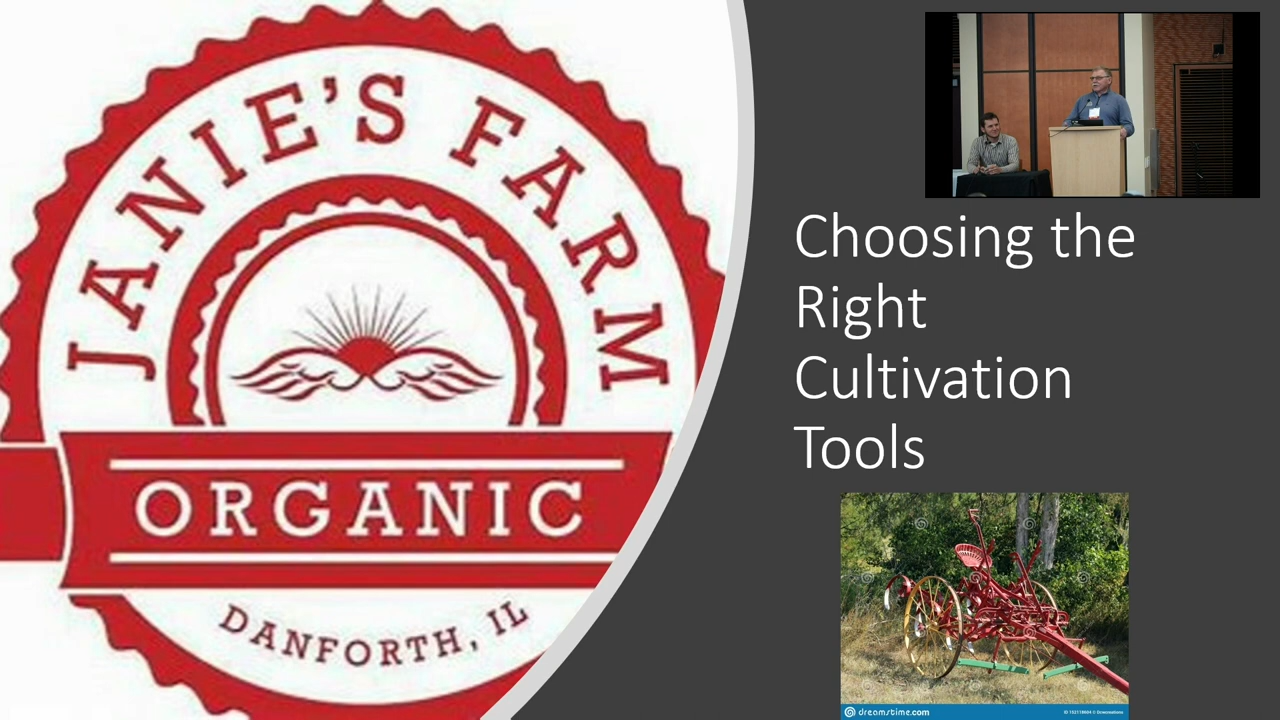 JANIE'S FARM
ORGANIC
DANFORTH, IL
Choosing the
Right
Cultivation
Tools
dreamstime.com